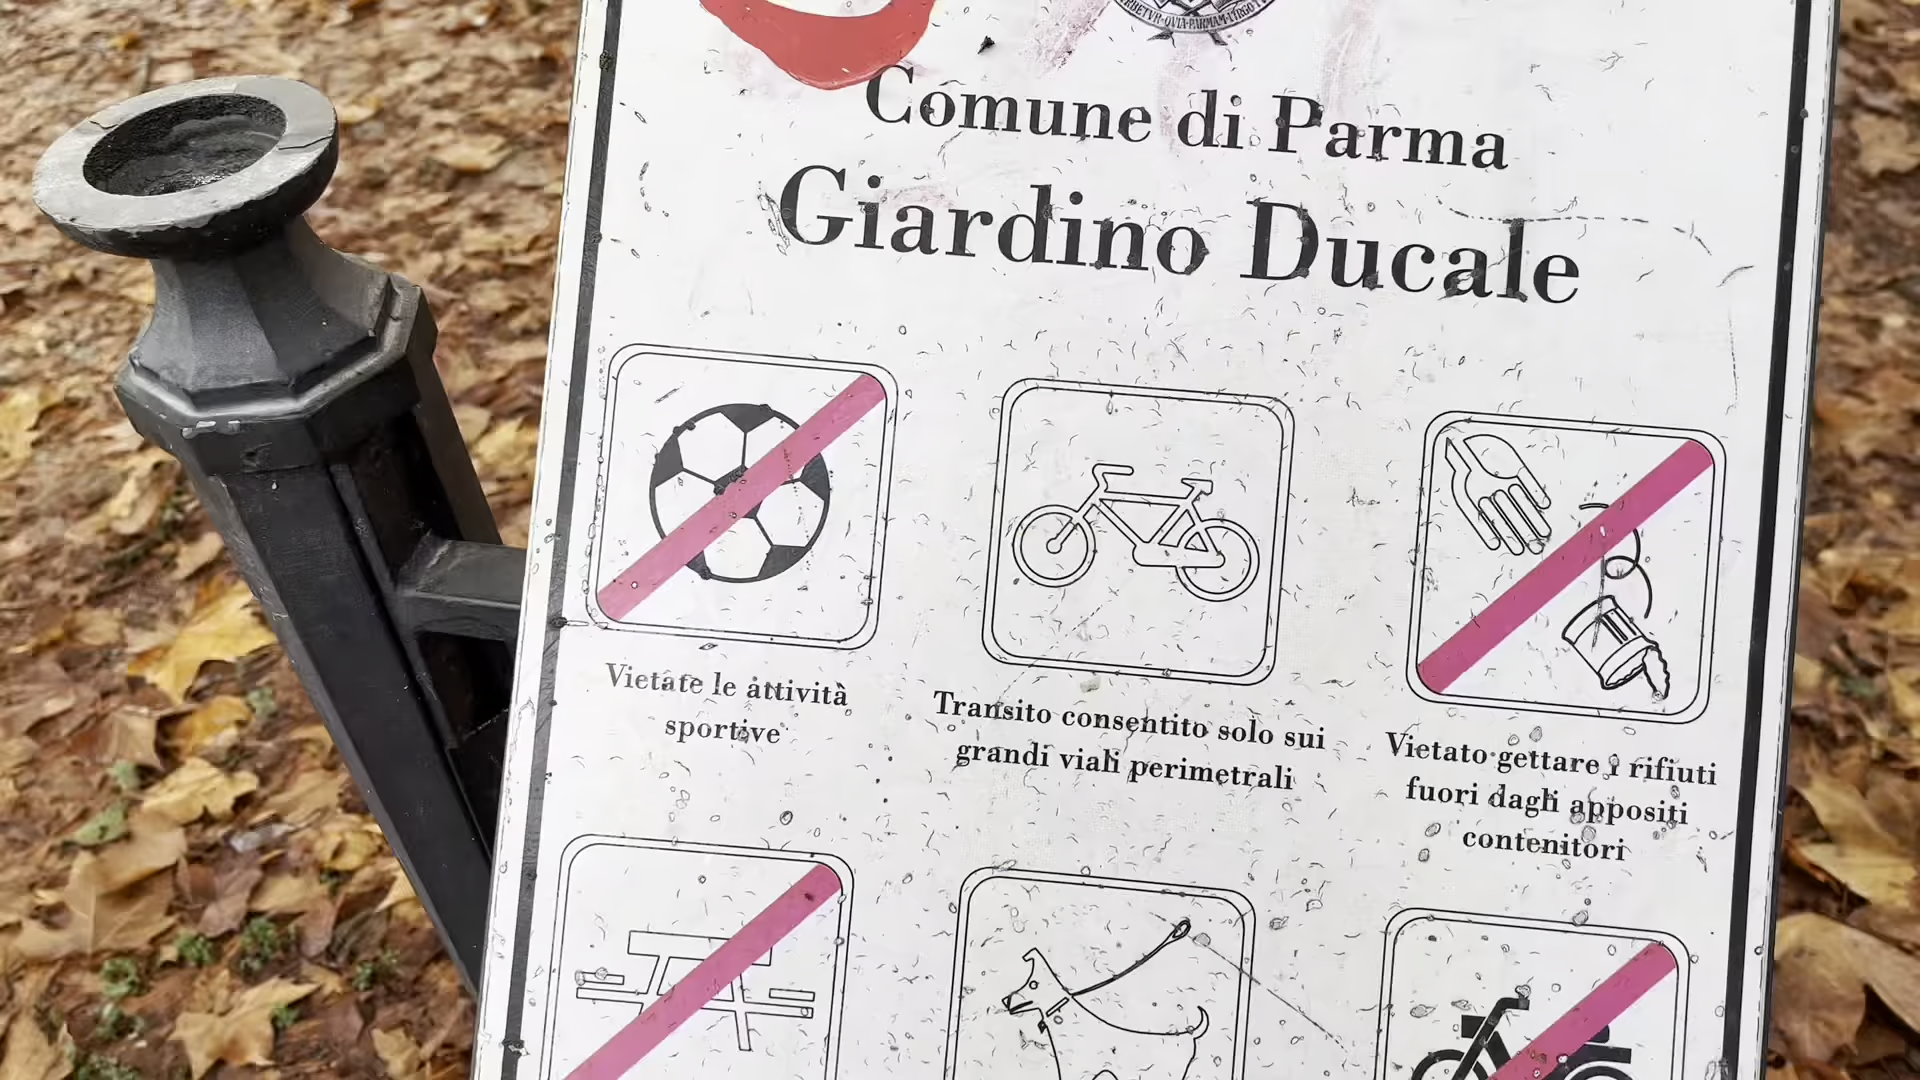 Comune di Parma
Giardino Ducale
Vietate le attività
sportive
Transito consentito solo sui
grandi viali perimetrali
Vietato gettare i rifiuti
fuori dagli appositi
contenitori